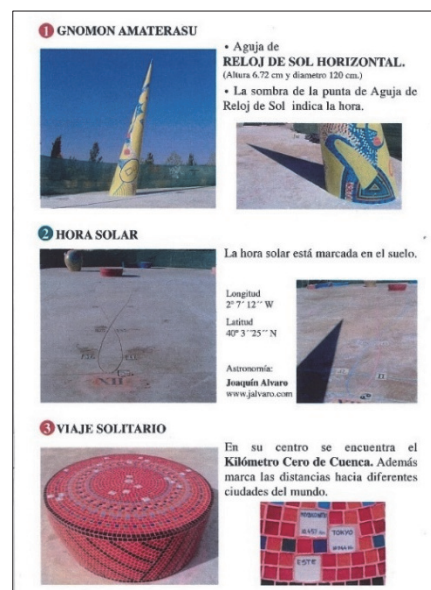 1 GNOMON AMATERASU
• Aguja de
RELOJ DE SOL HORIZONTAL.
(Altura 6.72 cm y diametro 120 cm.)
• La sombra de la punta de Aguja de
Reloj de Sol indica la hora.
2 HORA SOLAR
La hora solar está marcada en el suelo.
Longitud
2º 7' 12'' W
Latitud
40º 3 ''25'' N
Astronomía:
Joaquín Alvaro
www.jalvaro.com
XII
3 VIAJE SOLITARIO
En su centro se encuentra el
Kilómetro Cero de Cuenca. Además
marca las distancias hacia diferentes
ciudades del mundo.
TOKYO
ESTE